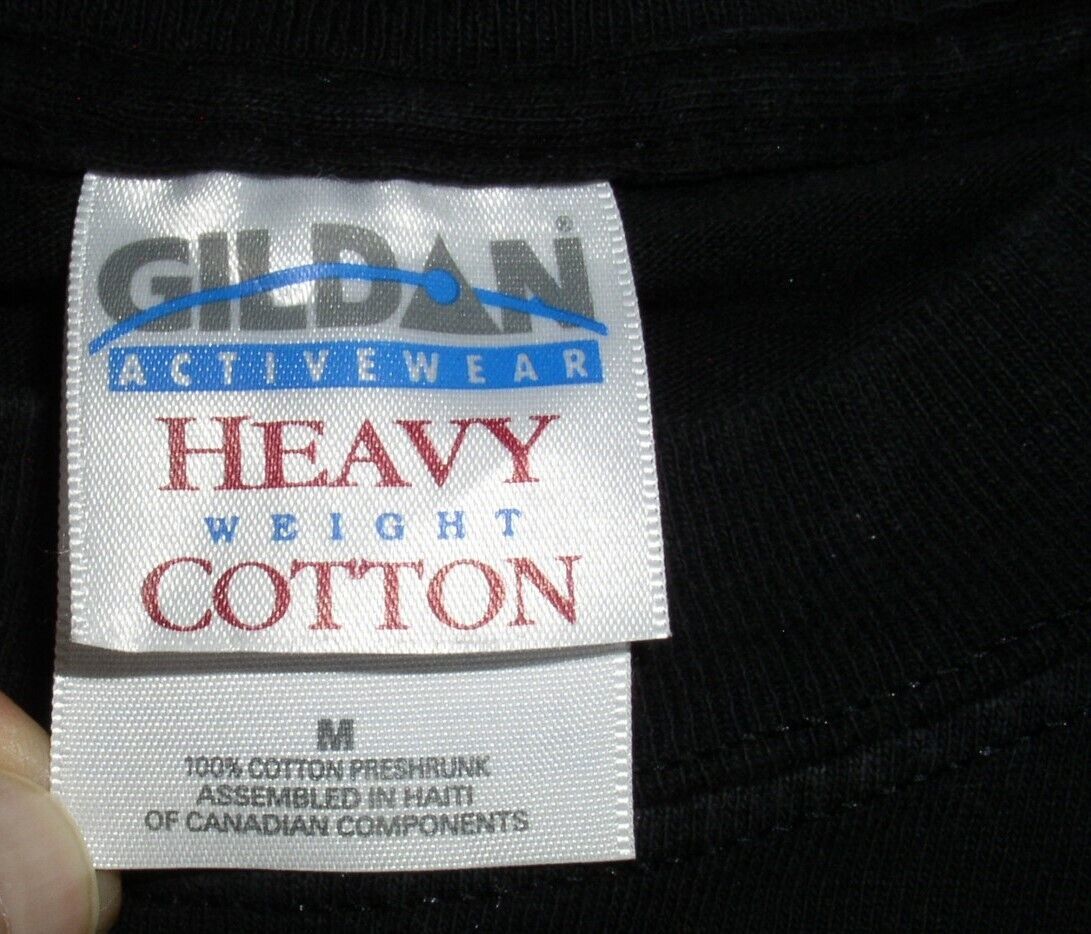 GILDAN®
ACTIVEWEAR
HEAVY
WEIGHT
COTTON
M
100% COTTON PRESHRUNK
ASSEMBLED IN HAITI
OF CANADIAN COMPONENTS